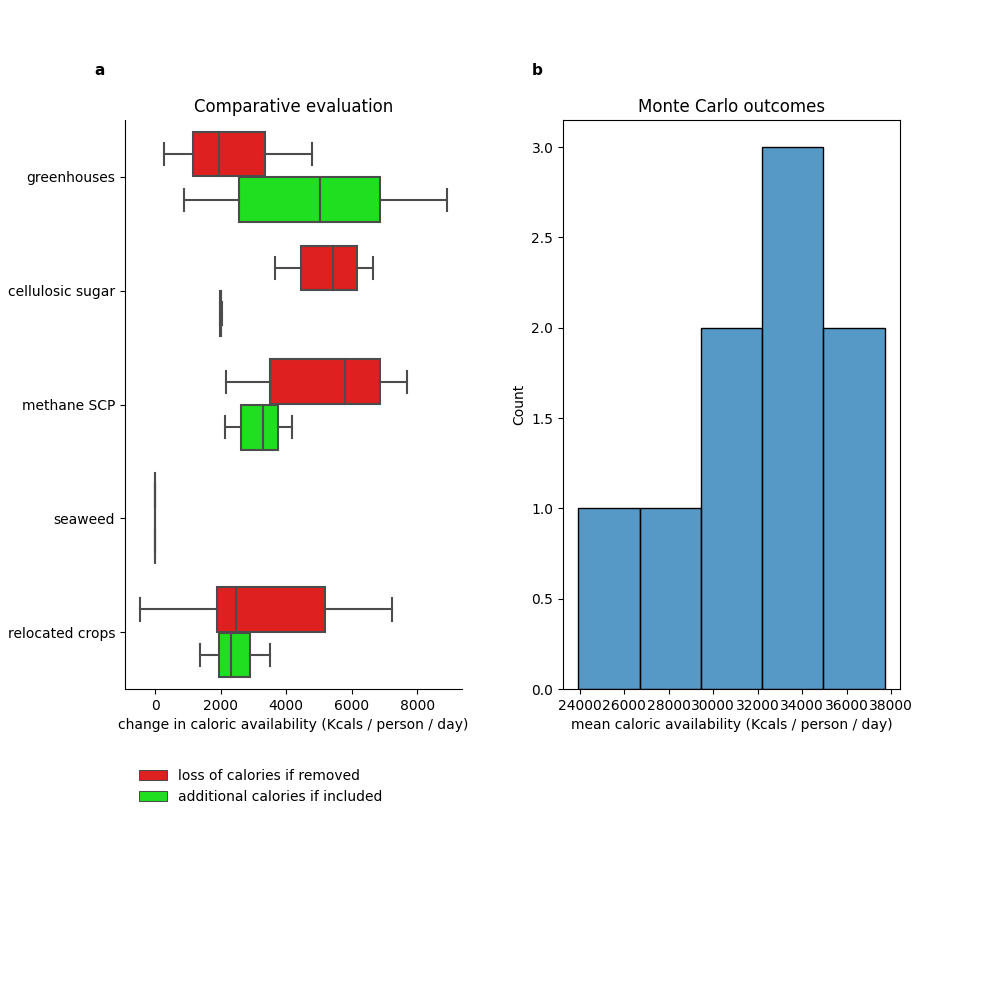 a
b
Comparative evaluation
Monte Carlo outcomes
greenhouses
cellulosic sugar
methane SCP
seaweed
relocated crops
0 2000 4000 6000 8000
change in caloric availability (Kcals / person / day)
loss of calories if removed
additional calories if included
Count
3.0
2.5
2.0
1.5
1.0
0.5
0.0
24000 26000 28000 30000 32000 34000 36000 38000
mean caloric availability (Kcals / person / day)